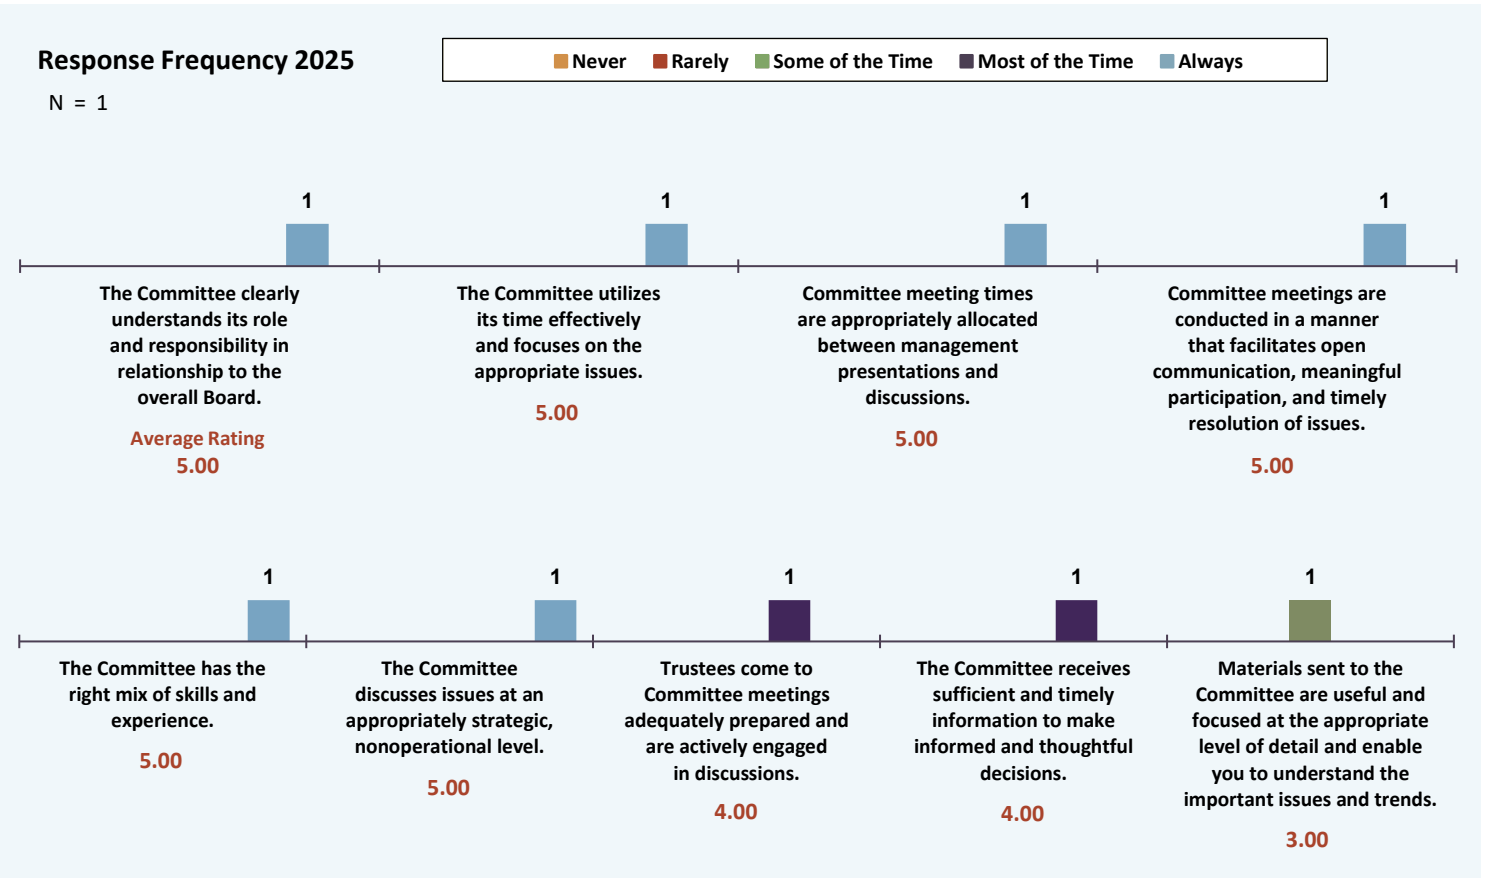 Response Frequency 2025
Never Rarely Some of the Time Most of the Time Always
N = 1
1
1
1
1
The Committee clearly
understands its role
and responsibility in
relationship to the
overall Board.
Average Rating
5.00
The Committee utilizes
its time effectively
and focuses on the
appropriate issues.
5.00
Committee meeting times
are appropriately allocated
between management
presentations and
discussions.
5.00
Committee meetings are
conducted in a manner
that facilitates open
communication, meaningful
participation, and timely
resolution of issues.
5.00
1
1
1
1
1
The Committee has the
right mix of skills and
experience.
5.00
The Committee
discusses issues at an
appropriately strategic,
nonoperational level.
5.00
Trustees come to
Committee meetings
adequately prepared and
are actively engaged
in discussions.
4.00
The Committee receives
sufficient and timely
information to make
informed and thoughtful
decisions.
4.00
Materials sent to the
Committee are useful and
focused at the appropriate
level of detail and enable
you to understand the
important issues and trends.
3.00